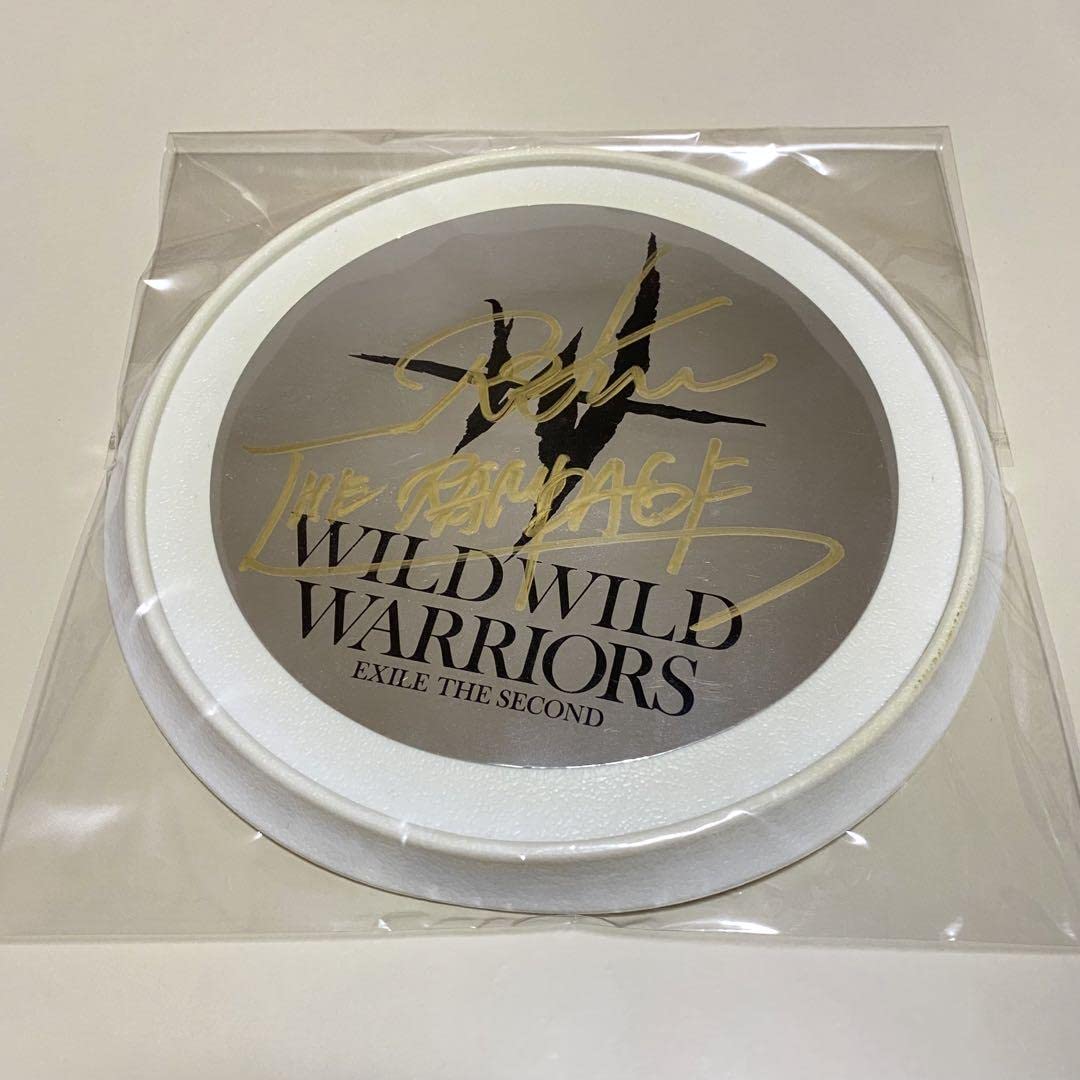 THE RAMPAGE
WILD WILD
WARRIORS
EXILE THE SECOND